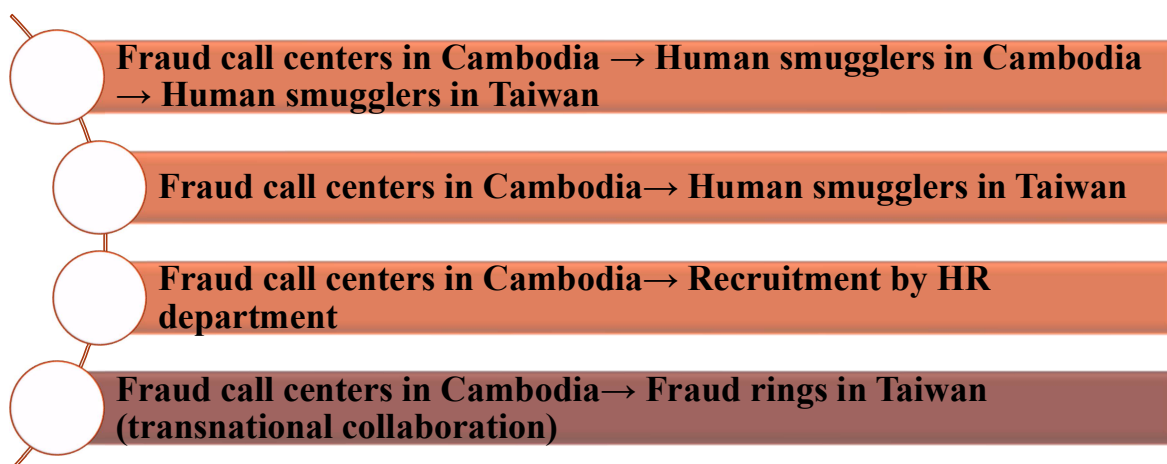 Fraud call centers in Cambodia → Human smugglers in Cambodia
→ Human smugglers in Taiwan
Fraud call centers in Cambodia→ Human smugglers in Taiwan
Fraud call centers in Cambodia→ Recruitment by HR
department
Fraud call centers in Cambodia→ Fraud rings in Taiwan
(transnational collaboration)